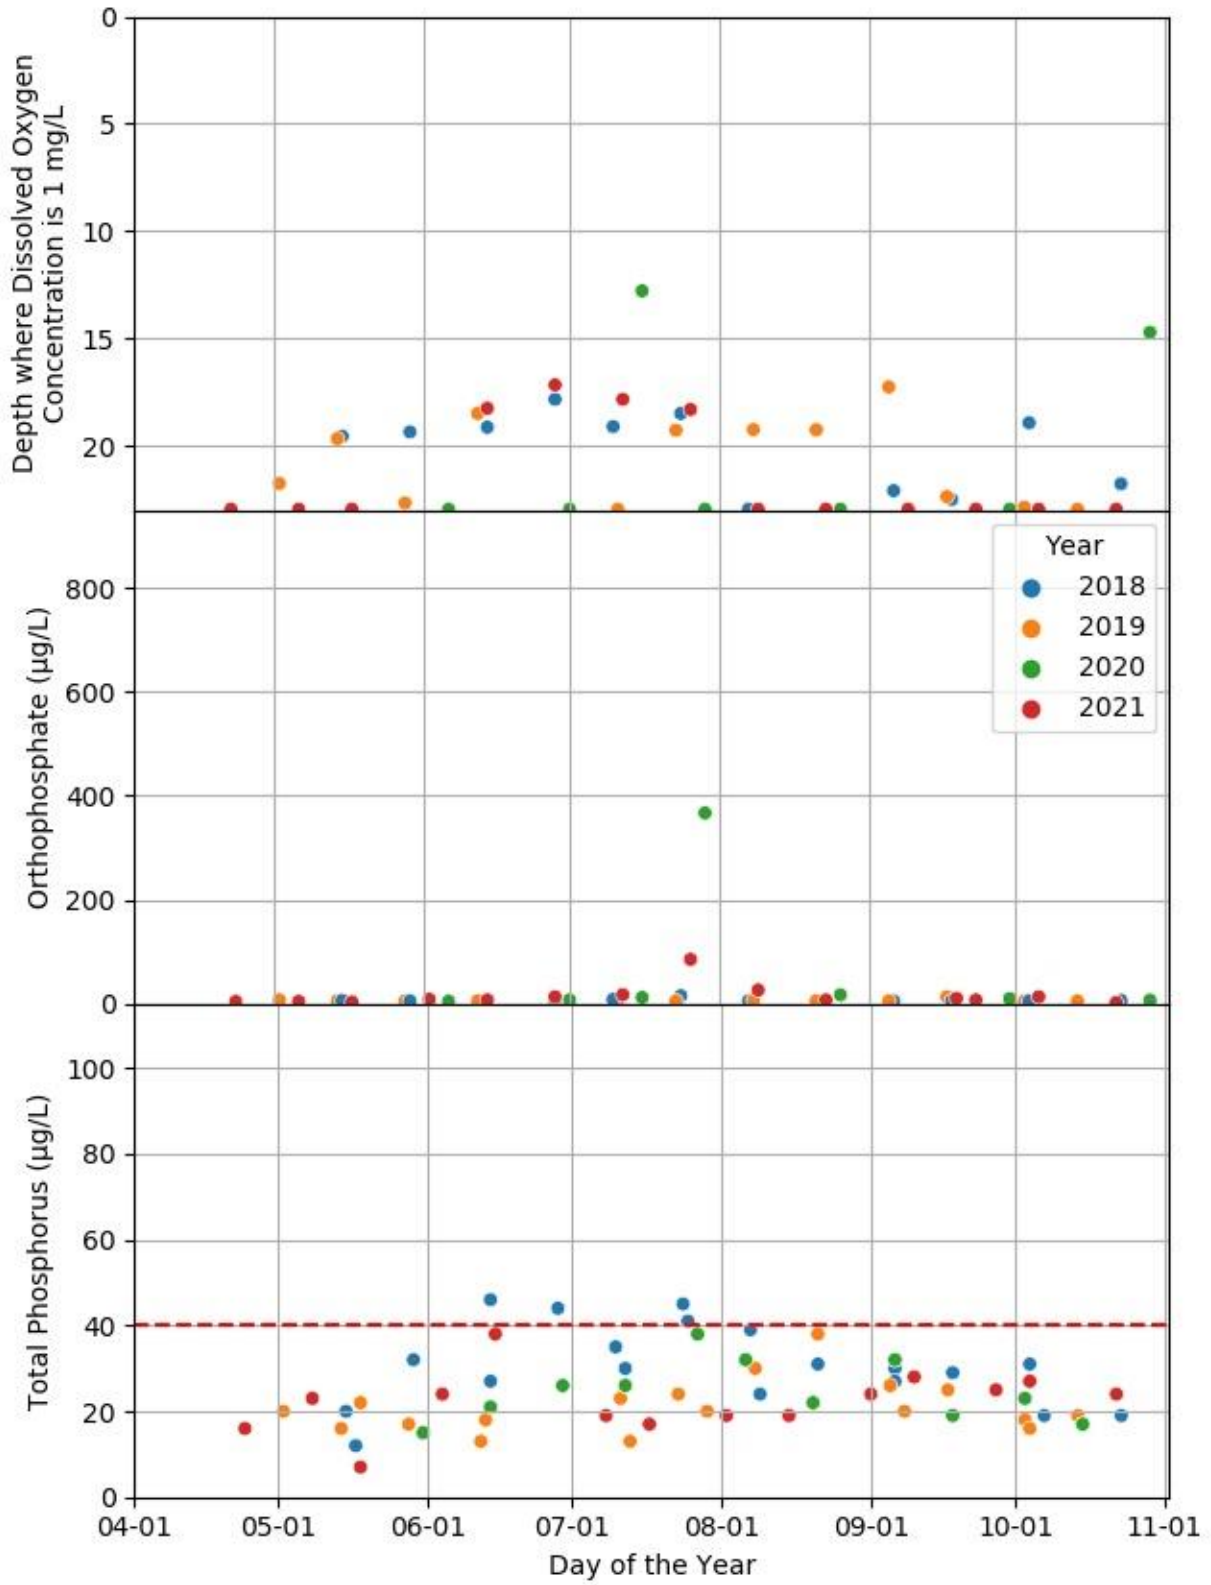 0
5
10
15
20
Depth where Dissolved Oxygen
Concentration is 1 mg/L
800
600
400
200
0
Orthophosphate (µg/L)
Year
2018
2019
2020
2021
100
80
60
40
20
0
Total Phosphorus (µg/L)
04-01 05-01 06-01 07-01 08-01 09-01 10-01 11-01
Day of the Year